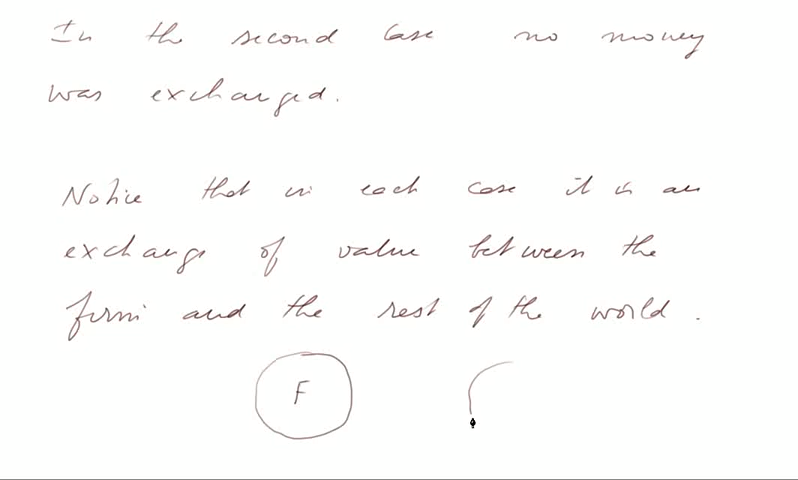 In the second case no money
was exchanged.
Notice that in each case it is an
exchange of value between the
firm and the rest of the world.
F